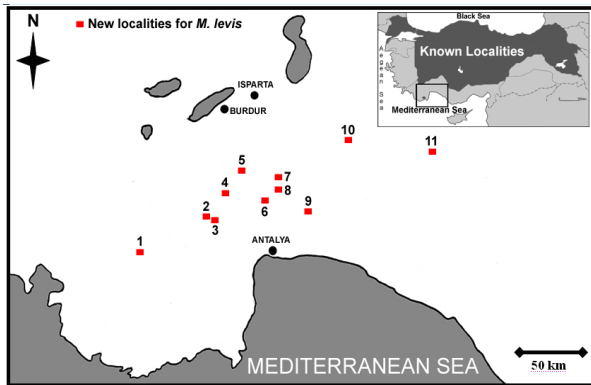 N
New localities for M. levis
Black Sea
Known Localities
Aegean Sea
Mediterranean Sea
ISPARTA
BURDUR
10
11
5
7
4
8
6
9
2
3
1
ANTALYA
MEDITERRANEAN SEA
50 km